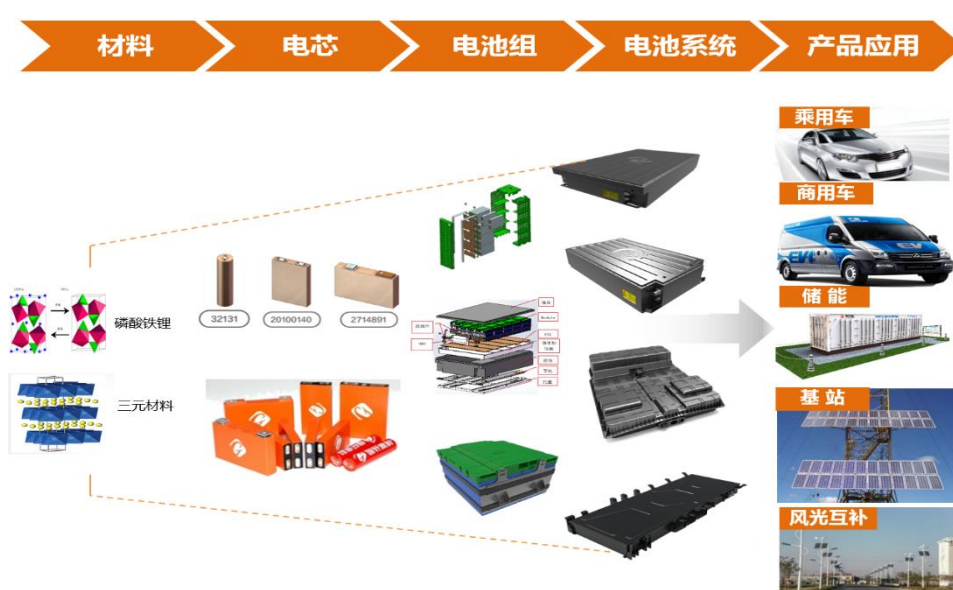 材料
电芯
电池组
电池系统
产品应用
乘用车
商用车
EV
储能
32131
20100140
2714891
磷酸铁锂
三元材料
基站
风光互补